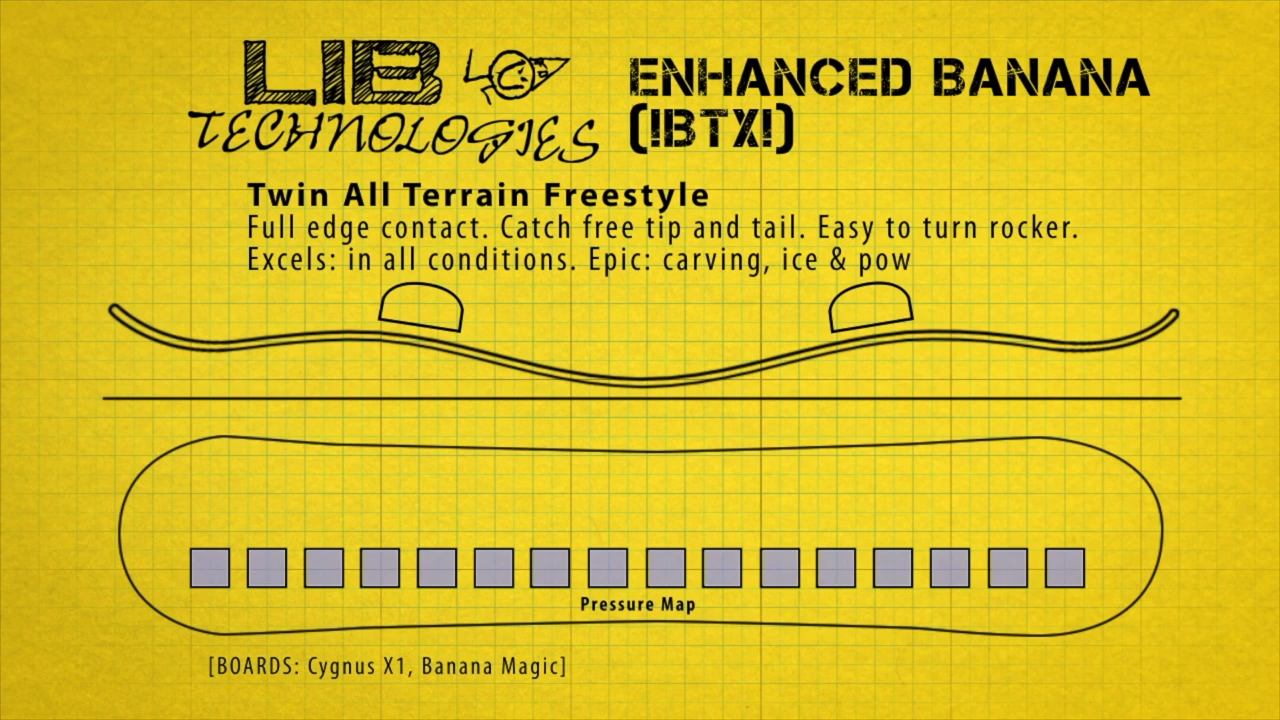 LIB
TECHNOLOGIES
ENHANCED BANANA
(!BTX!)
Twin All Terrain Freestyle
Full edge contact. Catch free tip and tail. Easy to turn rocker.
Excels: in all conditions. Epic: carving, ice & pow
Pressure Map
[BOARDS: Cygnus X1, Banana Magic]